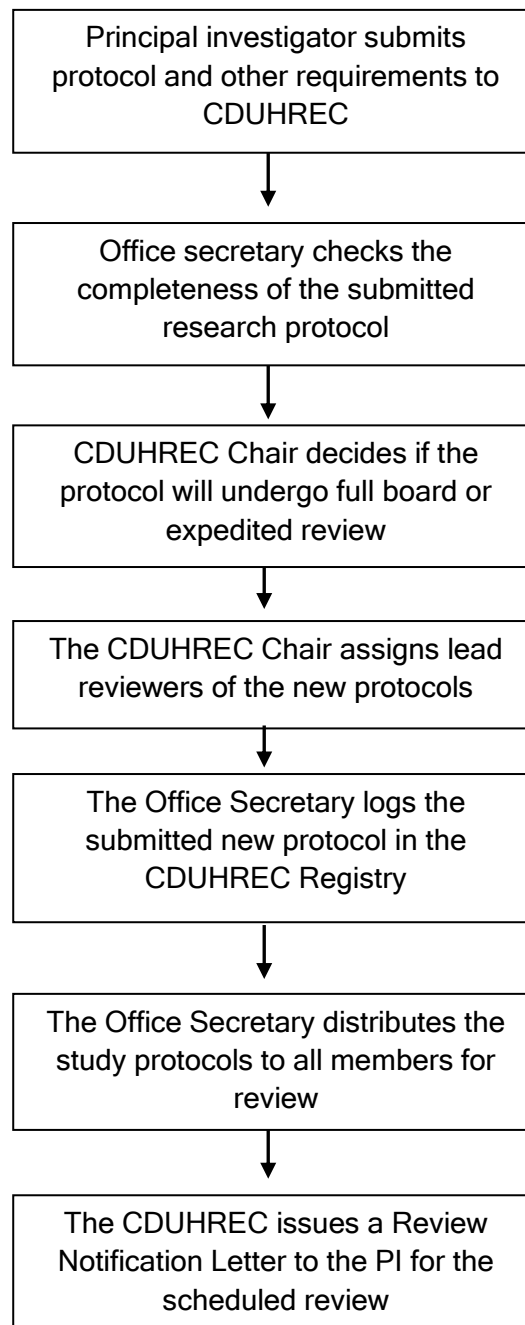 Principal investigator submits
protocol and other requirements to
CDUHREC
Office secretary checks the
completeness of the submitted
research protocol
CDUHREC Chair decides if the
protocol will undergo full board or
expedited review
The CDUHREC Chair assigns lead
reviewers of the new protocols
The Office Secretary logs the
submitted new protocol in the
CDUHREC Registry
The Office Secretary distributes the
study protocols to all members for
review
The CDUHREC issues a Review
Notification Letter to the PI for the
scheduled review